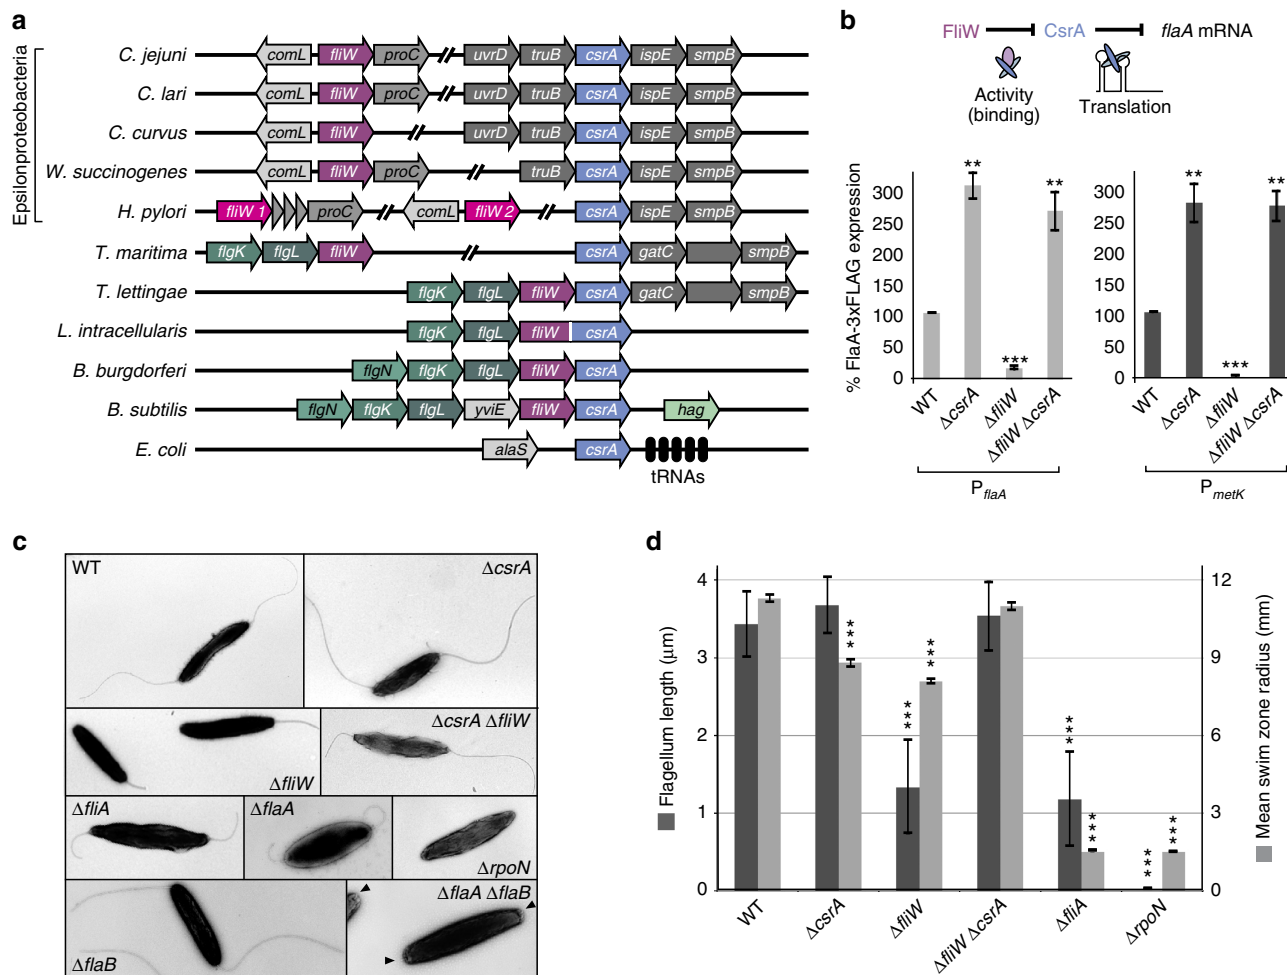 a
Epsilonproteobacteria
C. jejuni comL fliW proC uvrD truB csrA ispE smpB
C. lari comL fliW proC uvrD truB csrA ispE smpB
C. curvus comL fliW uvrD truB csrA ispE smpB
W. succinogenes comL fliW proC truB csrA ispE smpB
H. pylori fliW 1 proC comL fliW 2 csrA ispE smpB
T. maritima flgK flgL fliW csrA gatC smpB
T. lettingae flgK flgL fliW csrA gatC smpB
L. intracellularis flgK flgL fliW csrA
B. burgdorferi flgN flgK flgL fliW csrA
B. subtilis flgN flgK flgL yviE fliW csrA hag
E. coli alaS csrA
tRNAs
b
FliW CsrA flaA mRNA
Activity
(binding)
Translation
% FlaA-3xFLAG expression
300
250
200
150
100
50
0
**
***
**
WT
ΔcsrA
ΔfliW
ΔfliW ΔcsrA
PflaA
300
250
200
150
100
50
0
**
***
**
WT
ΔcsrA
ΔfliW
ΔfliW ΔcsrA
PmetK
c
WT
ΔcsrA
ΔfliW
ΔcsrA ΔfliW
ΔfliA
ΔflaA
ΔrpoN
ΔflaB
ΔflaA ΔflaB
d
Flagellum length (μm)
4
3
2
1
0
***
***
***
***
***
***
***
12
9
6
3
0
Mean swim zone radius (mm)
WT
ΔcsrA
ΔfliW
ΔfliW ΔcsrA
ΔfliA
ΔrpoN